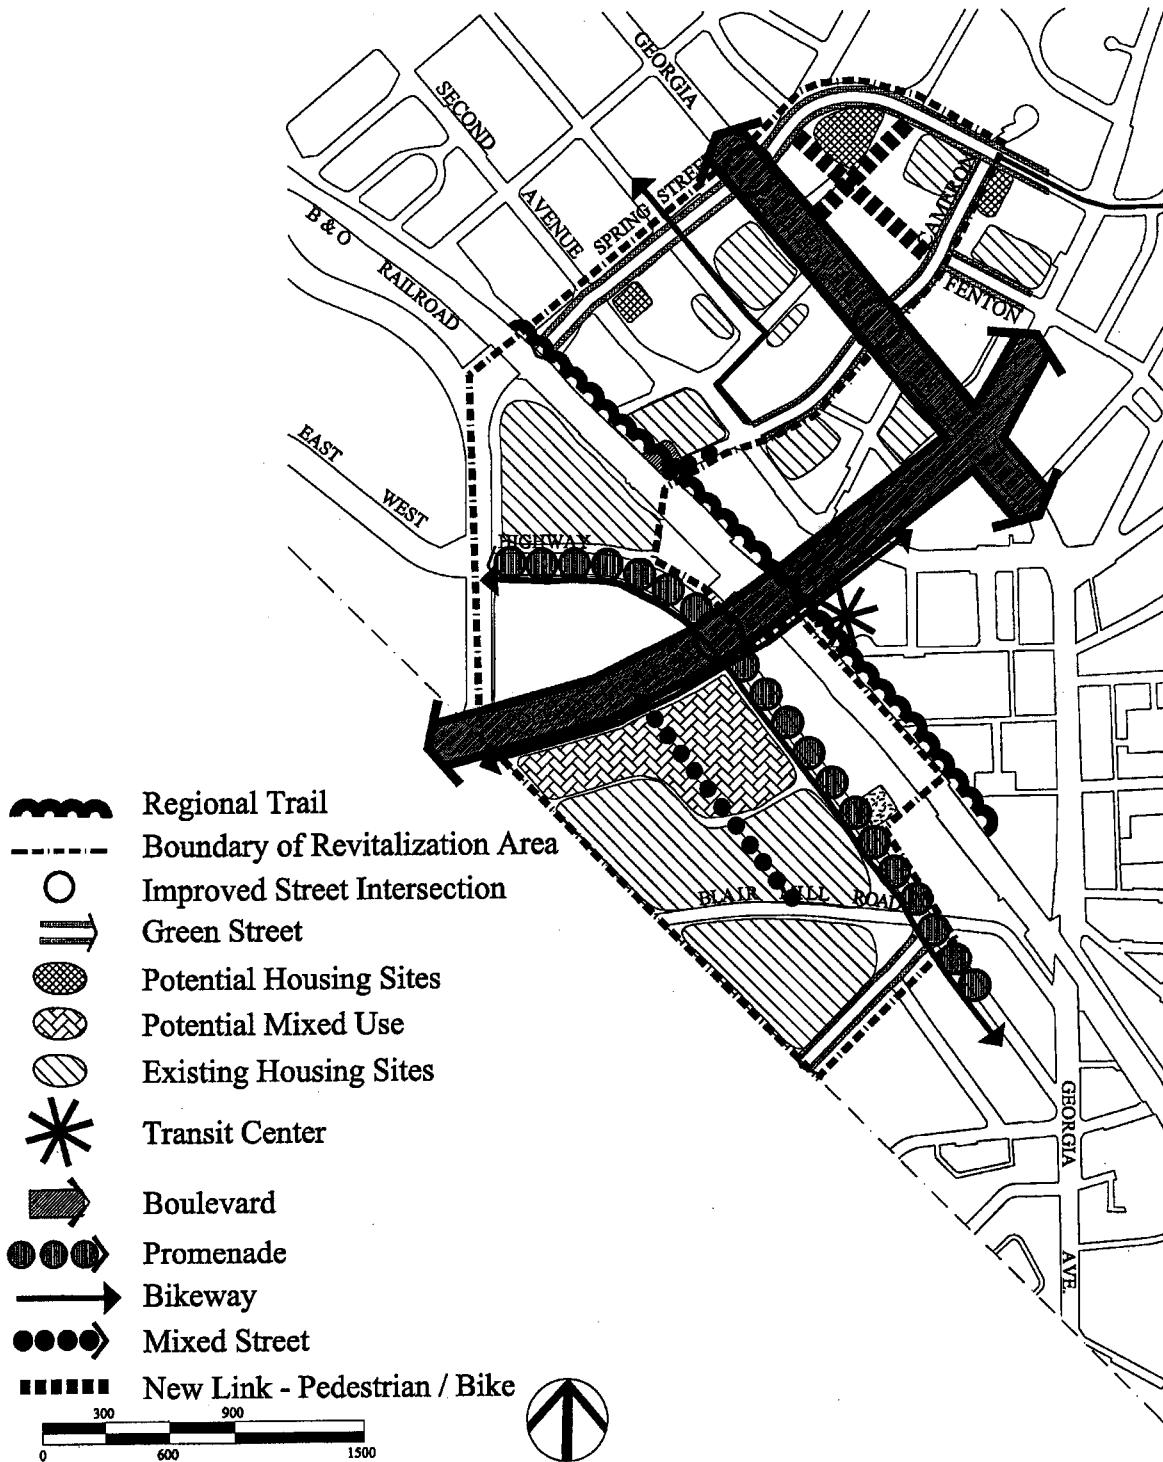 GEORGIA
SECOND
AVENUE
SPRING STREET
CAMERON
FENTON
B & O
RAILROAD
EAST
WEST
HIGHWAY
BLAIR MILL ROAD
GEORGIA
AVE.
Regional Trail
Boundary of Revitalization Area
Improved Street Intersection
Green Street
Potential Housing Sites
Potential Mixed Use
Existing Housing Sites
Transit Center
Boulevard
Promenade
Bikeway
Mixed Street
New Link - Pedestrian / Bike
300 900
0 600 1500